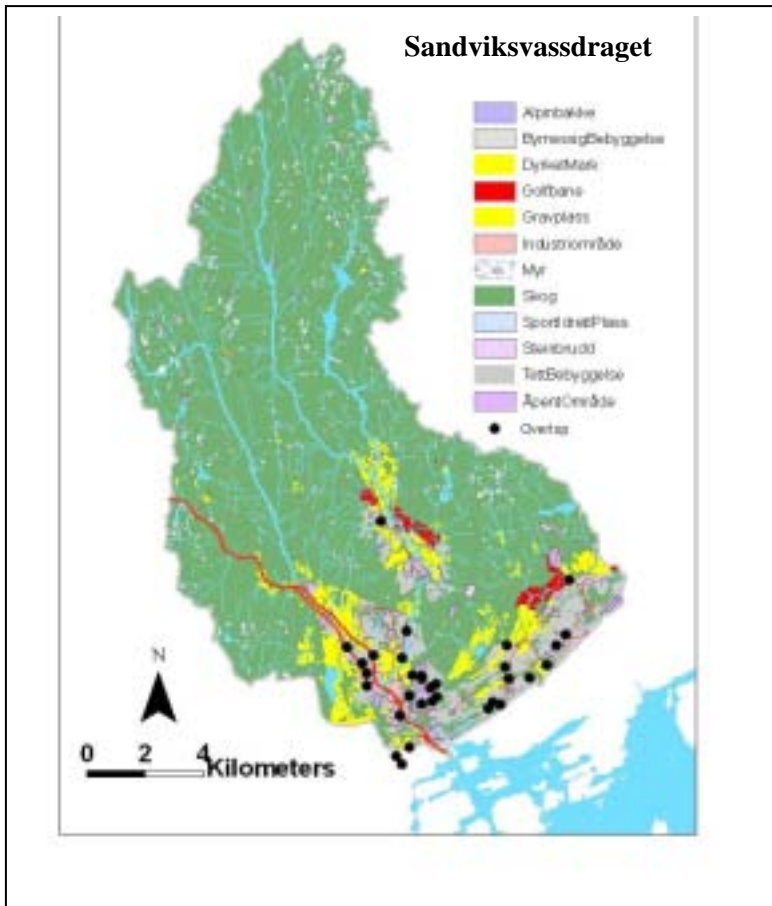 Sandviksvassdraget
Alpinbakke
BymessigBebyggelse
DyrketMark
Golfbane
Gravplass
Industriområde
Myr
Skog
SportIdrettPlass
Steinbrudd
TettBebyggelse
ÅpentOmråde
Overløp
N
0 2 4
Kilometers